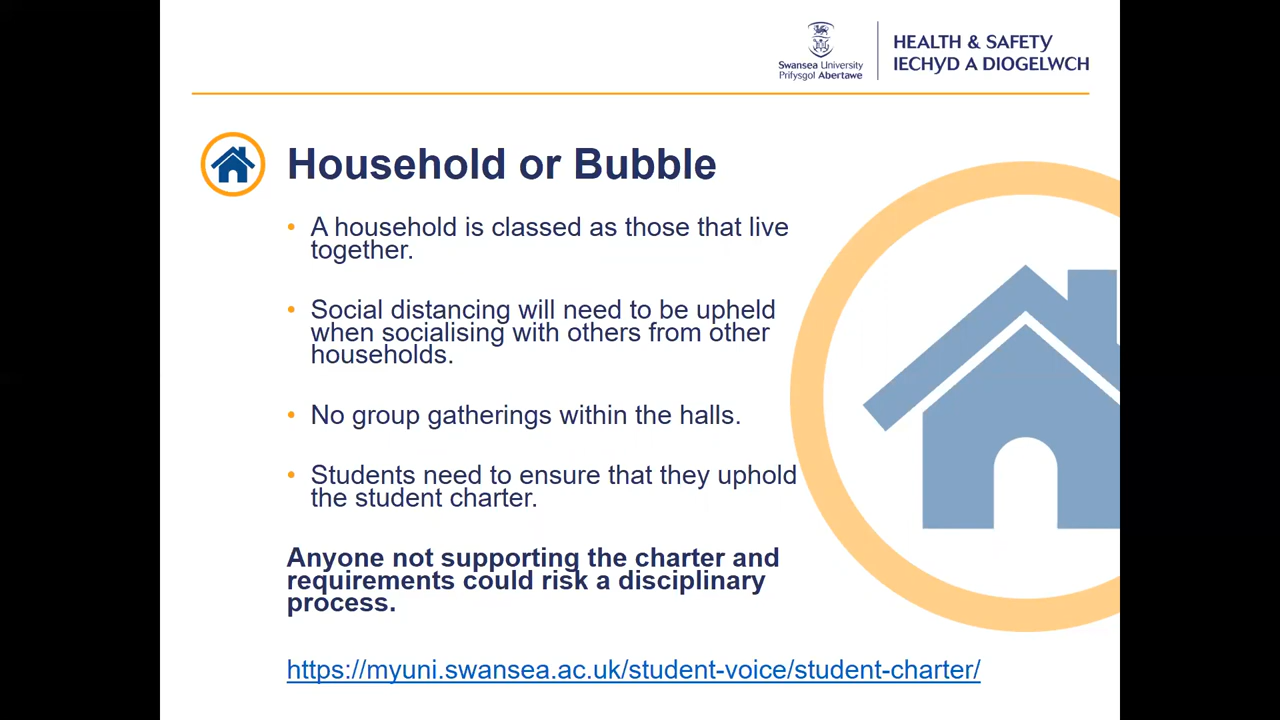 Swansea University
Prifysgol Abertawe
HEALTH & SAFETY
IECHYD A DIOGELWCH
Household or Bubble
• A household is classed as those that live
together.
• Social distancing will need to be upheld
when socialising with others from other
households.
• No group gatherings within the halls.
• Students need to ensure that they uphold
the student charter.
Anyone not supporting the charter and
requirements could risk a disciplinary
process.
https://myuni.swansea.ac.uk/student-voice/student-charter/